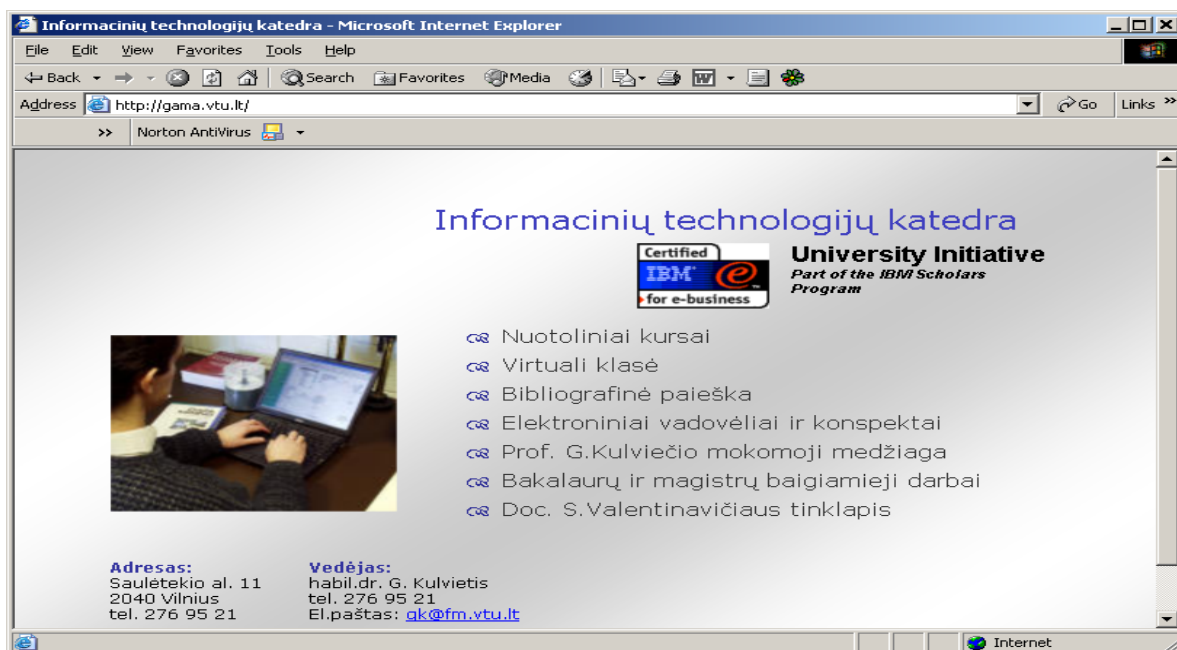 Informacinių technologijų katedra - Microsoft Internet Explorer
File Edit View Favorites Tools Help
Back Search Favorites Media
Address http://gama.vtu.lt/ Go Links »
» Norton AntiVirus
Informacinių technologijų katedra
Certified
IBM e
for e-business
University Initiative
Part of the IBM Scholars
Program
Nuotoliniai kursai
Virtuali klasė
Bibliografinė paieška
Elektroniniai vadovėliai ir konspektai
Prof. G.Kulviečio mokomoji medžiaga
Bakalaurų ir magistrų baigiamieji darbai
Doc. S.Valentinavičiaus tinklapis
Adresas:
Saulėtekio al. 11
2040 Vilnius
tel. 276 95 21
Vedėjas:
habil.dr. G. Kulvietis
tel. 276 95 21
El.paštas: gk@fm.vtu.lt
Internet